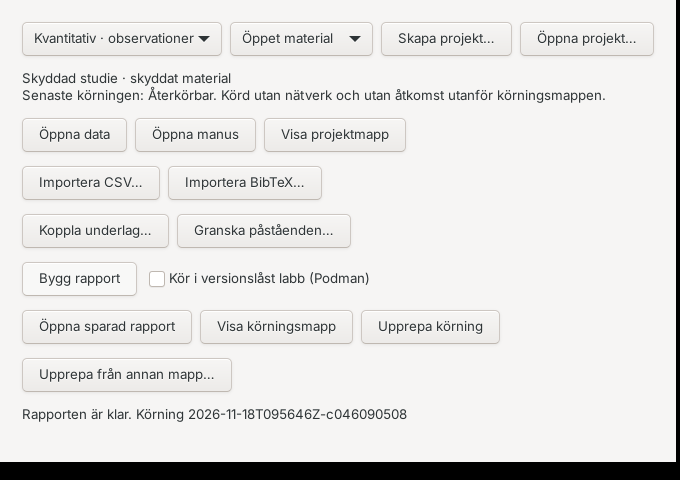 Kvantitativ · observationer Öppet material Skapa projekt... Öppna projekt...
Skyddad studie · skyddat material
Senaste körningen: Återkörbar. Körd utan nätverk och utan åtkomst utanför körningsmappen.
Öppna data Öppna manus Visa projektmapp
Importera CSV... Importera BibTeX...
Koppla underlag... Granska påståenden...
Bygg rapport Kör i versionslåst labb (Podman)
Öppna sparad rapport Visa körningsmapp Upprepa körning
Upprepa från annan mapp...
Rapporten är klar. Körning 2026-11-18T095646Z-c046090508